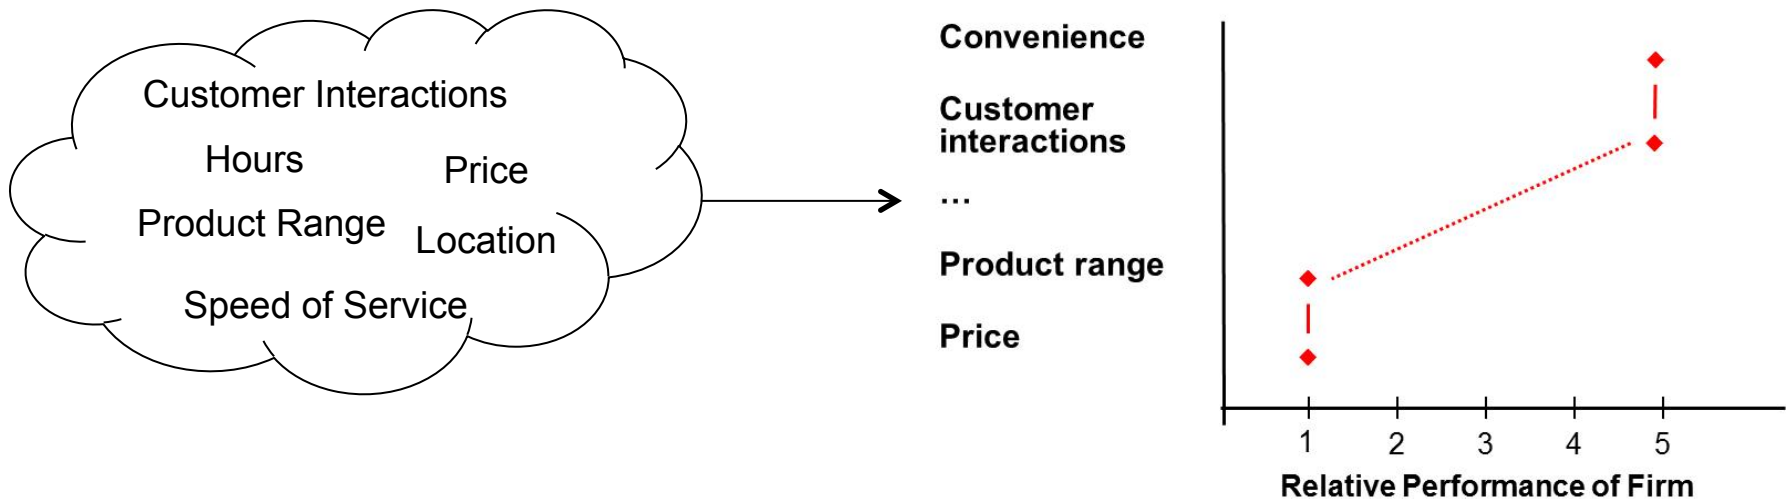 Customer Interactions
Hours
Price
Product Range
Location
Speed of Service
Convenience
Customer
interactions
...
Product range
Price
1 2 3 4 5
Relative Performance of Firm